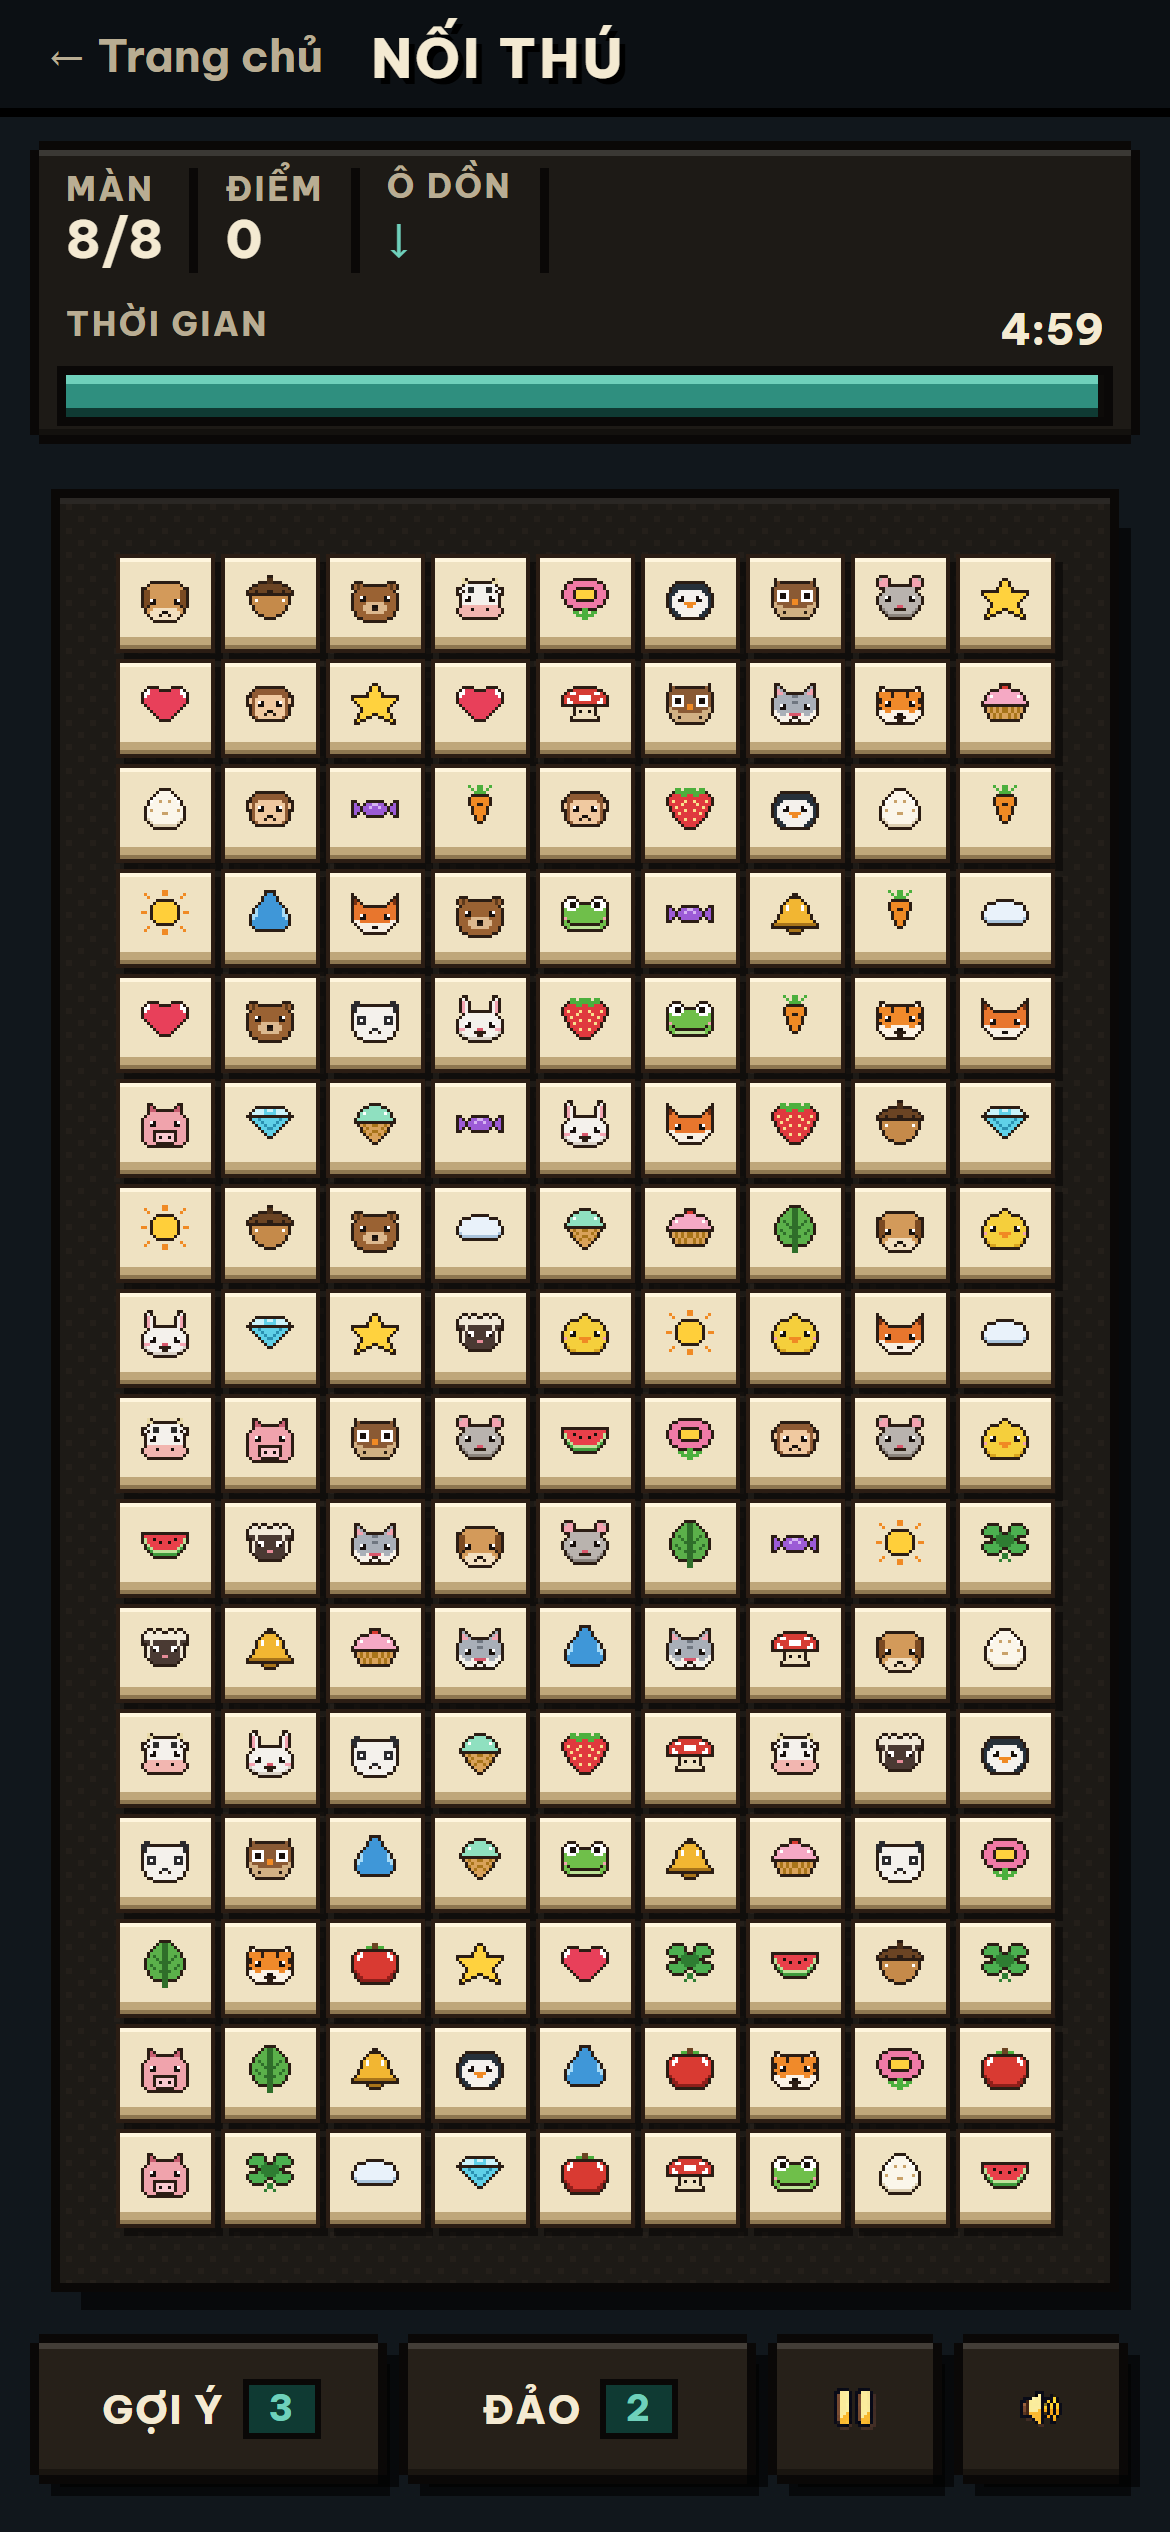 ← Trang chủ NỐI THÚ
MÀN ĐIỂM Ô DỒN
8/8 0 ↓
THỜI GIAN 4:59
GỢI Ý 3 ĐẢO 2